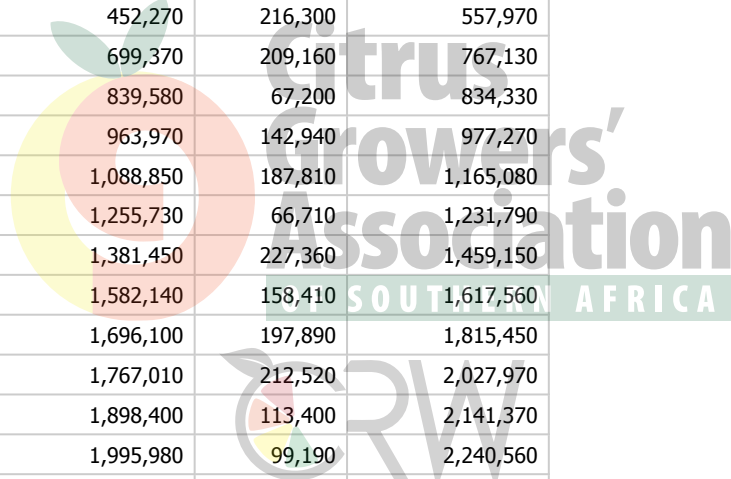 452,270 216,300 557,970
699,370 209,160 767,130
839,580 67,200 834,330
963,970 142,940 977,270
1,088,850 187,810 1,165,080
1,255,730 66,710 1,231,790
1,381,450 227,360 1,459,150
1,582,140 158,410 1,617,560
1,696,100 197,890 1,815,450
1,767,010 212,520 2,027,970
1,898,400 113,400 2,141,370
1,995,980 99,190 2,240,560
Citrus
Growers'
Association
OF SOUTHERN AFRICA
CRW